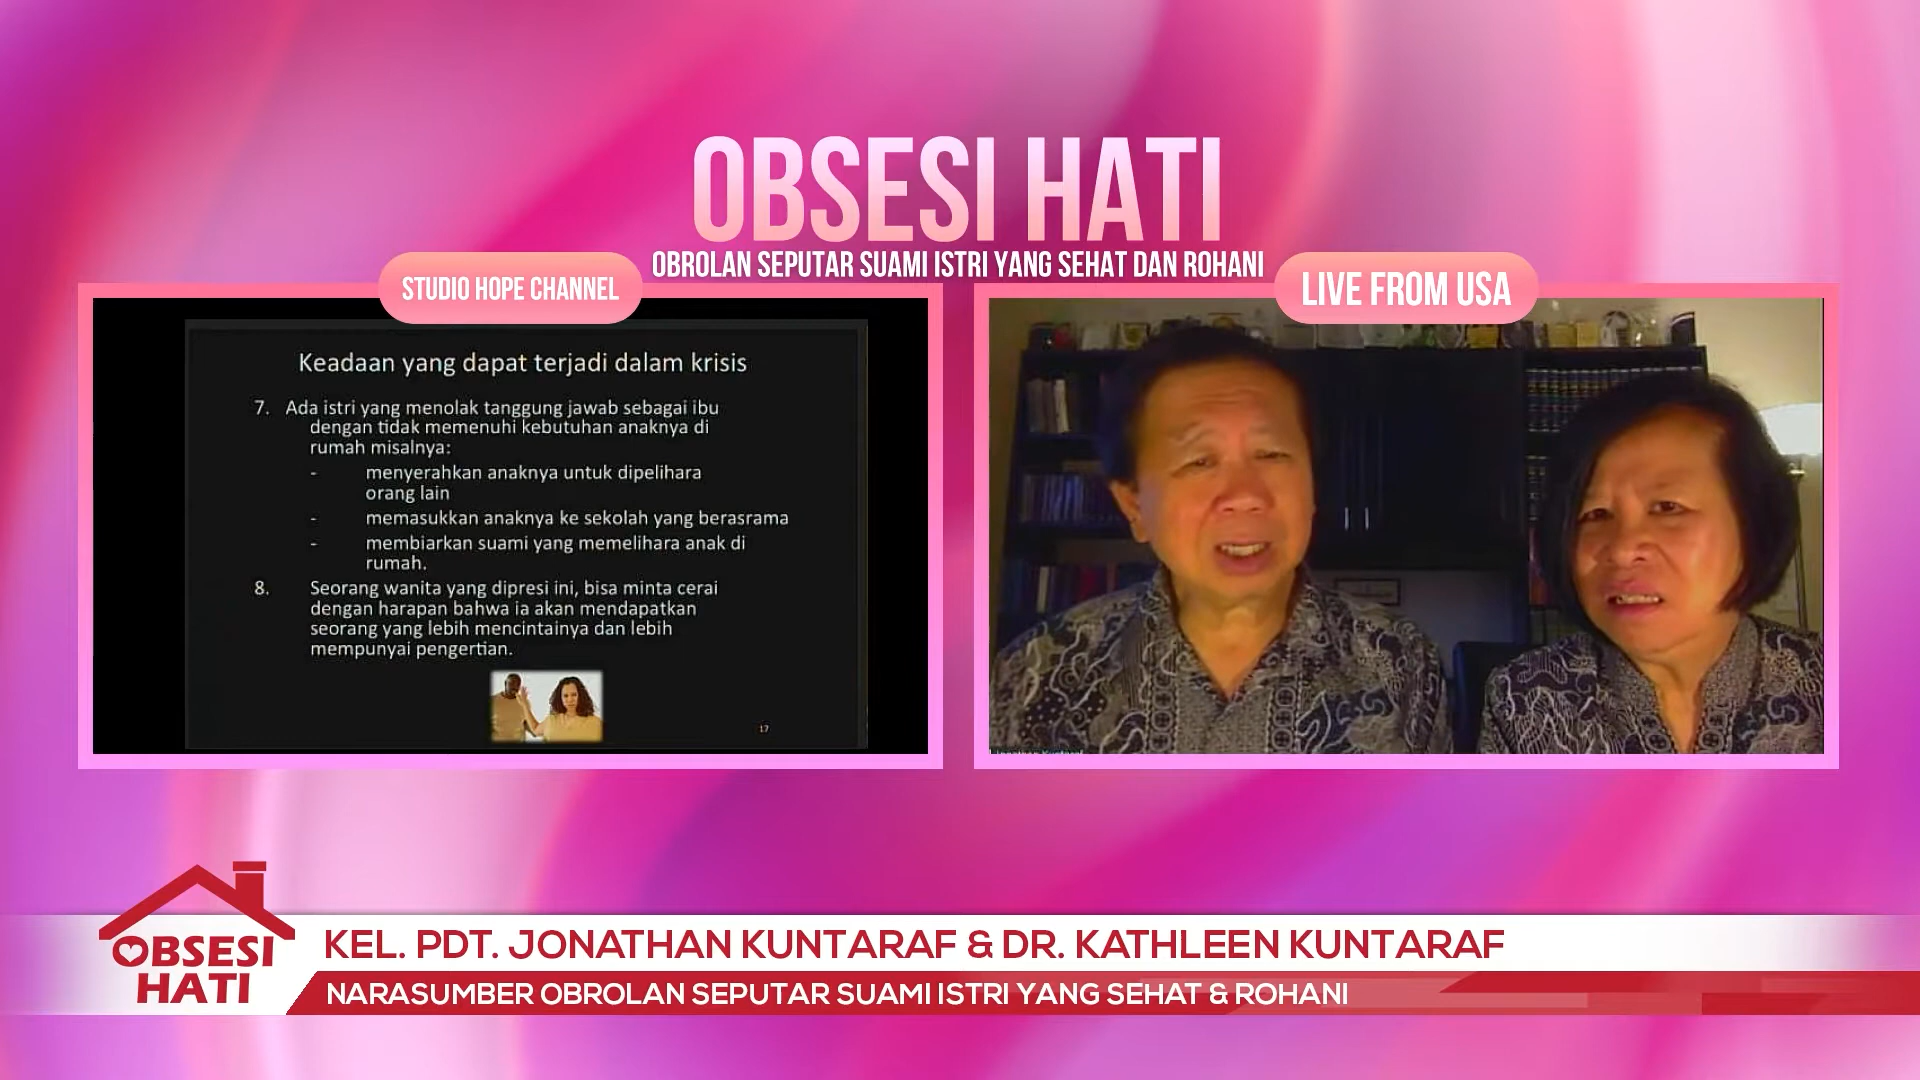 OBSESI HATI
OBROLAN SEPUTAR SUAMI ISTRI YANG SEHAT DAN ROHANI
STUDIO HOPE CHANNEL
LIVE FROM USA
Keadaan yang dapat terjadi dalam krisis
7. Ada istri yang menolak tanggung jawab sebagai ibu
dengan tidak memenuhi kebutuhan anaknya di
rumah misalnya:
- menyerahkan anaknya untuk dipelihara
orang lain
- memasukkan anaknya ke sekolah yang berasrama
- membiarkan suami yang memelihara anak di
rumah.
8. Seorang wanita yang dipresi ini, bisa minta cerai
dengan harapan bahwa ia akan mendapatkan
seorang yang lebih mencintainya dan lebih
mempunyai pengertian.
17
Jonathan Kuntaraf
OBSESI
HATI
KEL. PDT. JONATHAN KUNTARAF & DR. KATHLEEN KUNTARAF
NARASUMBER OBROLAN SEPUTAR SUAMI ISTRI YANG SEHAT & ROHANI